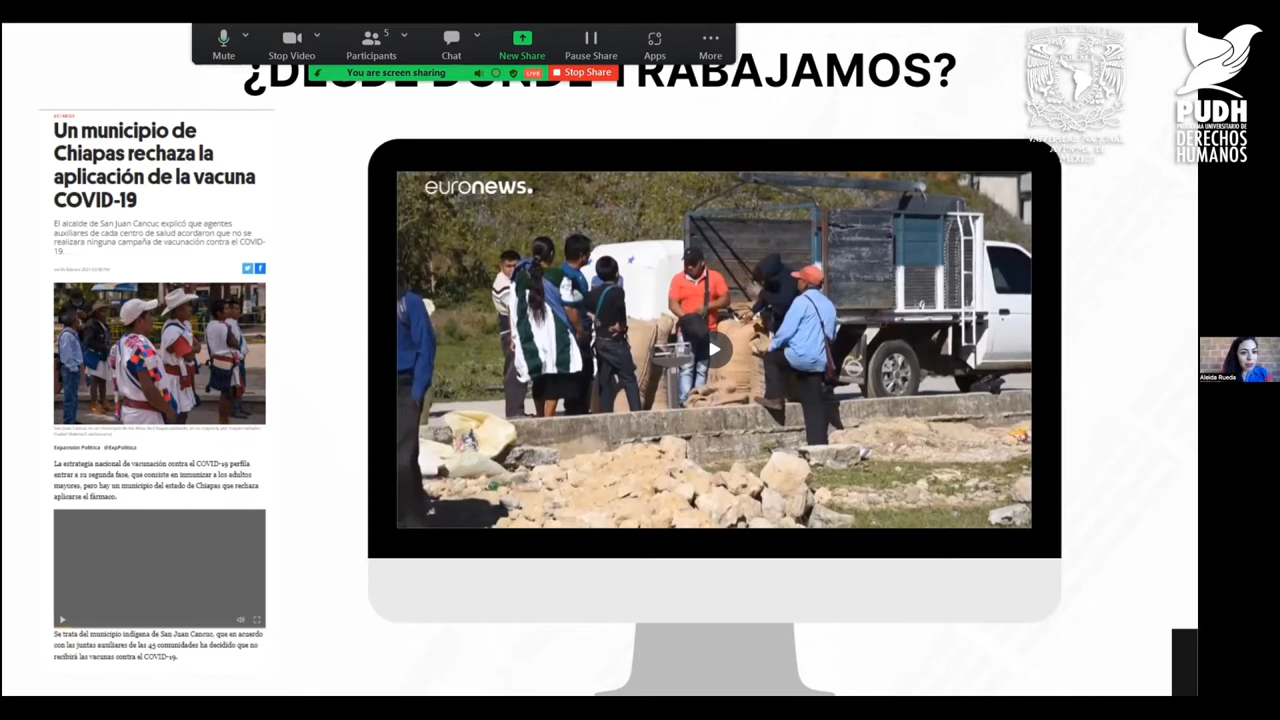 Mute
Stop Video
5
Participants
Chat
New Share
Pause Share
Apps
More
You are screen sharing
LIVE
Stop Share
¿DESDE DÓNDE TRABAJAMOS?
PUDH
PROGRAMA UNIVERSITARIO DE
DERECHOS
HUMANOS
ESTADOS
Un municipio de
Chiapas rechaza la
aplicación de la vacuna
COVID-19
El alcalde de San Juan Cancuc explicó que agentes
auxiliares de cada centro de salud acordaron que no se
realizara ninguna campaña de vacunación contra el COVID-
19.
euronews.
Expansión Política @ExpPolitica
La estrategia nacional de vacunación contra el COVID-19 perfila
entrar a su segunda fase, que consiste en inmunizar a los adultos
mayores, pero hay un municipio del estado de Chiapas que rechaza
aplicarse el fármaco.
Se trata del municipio indígena de San Juan Cancuc, que en acuerdo
con las juntas auxiliares de las 45 comunidades ha decidido que no
recibirá las vacunas contra el COVID-19.
Aleida Rueda